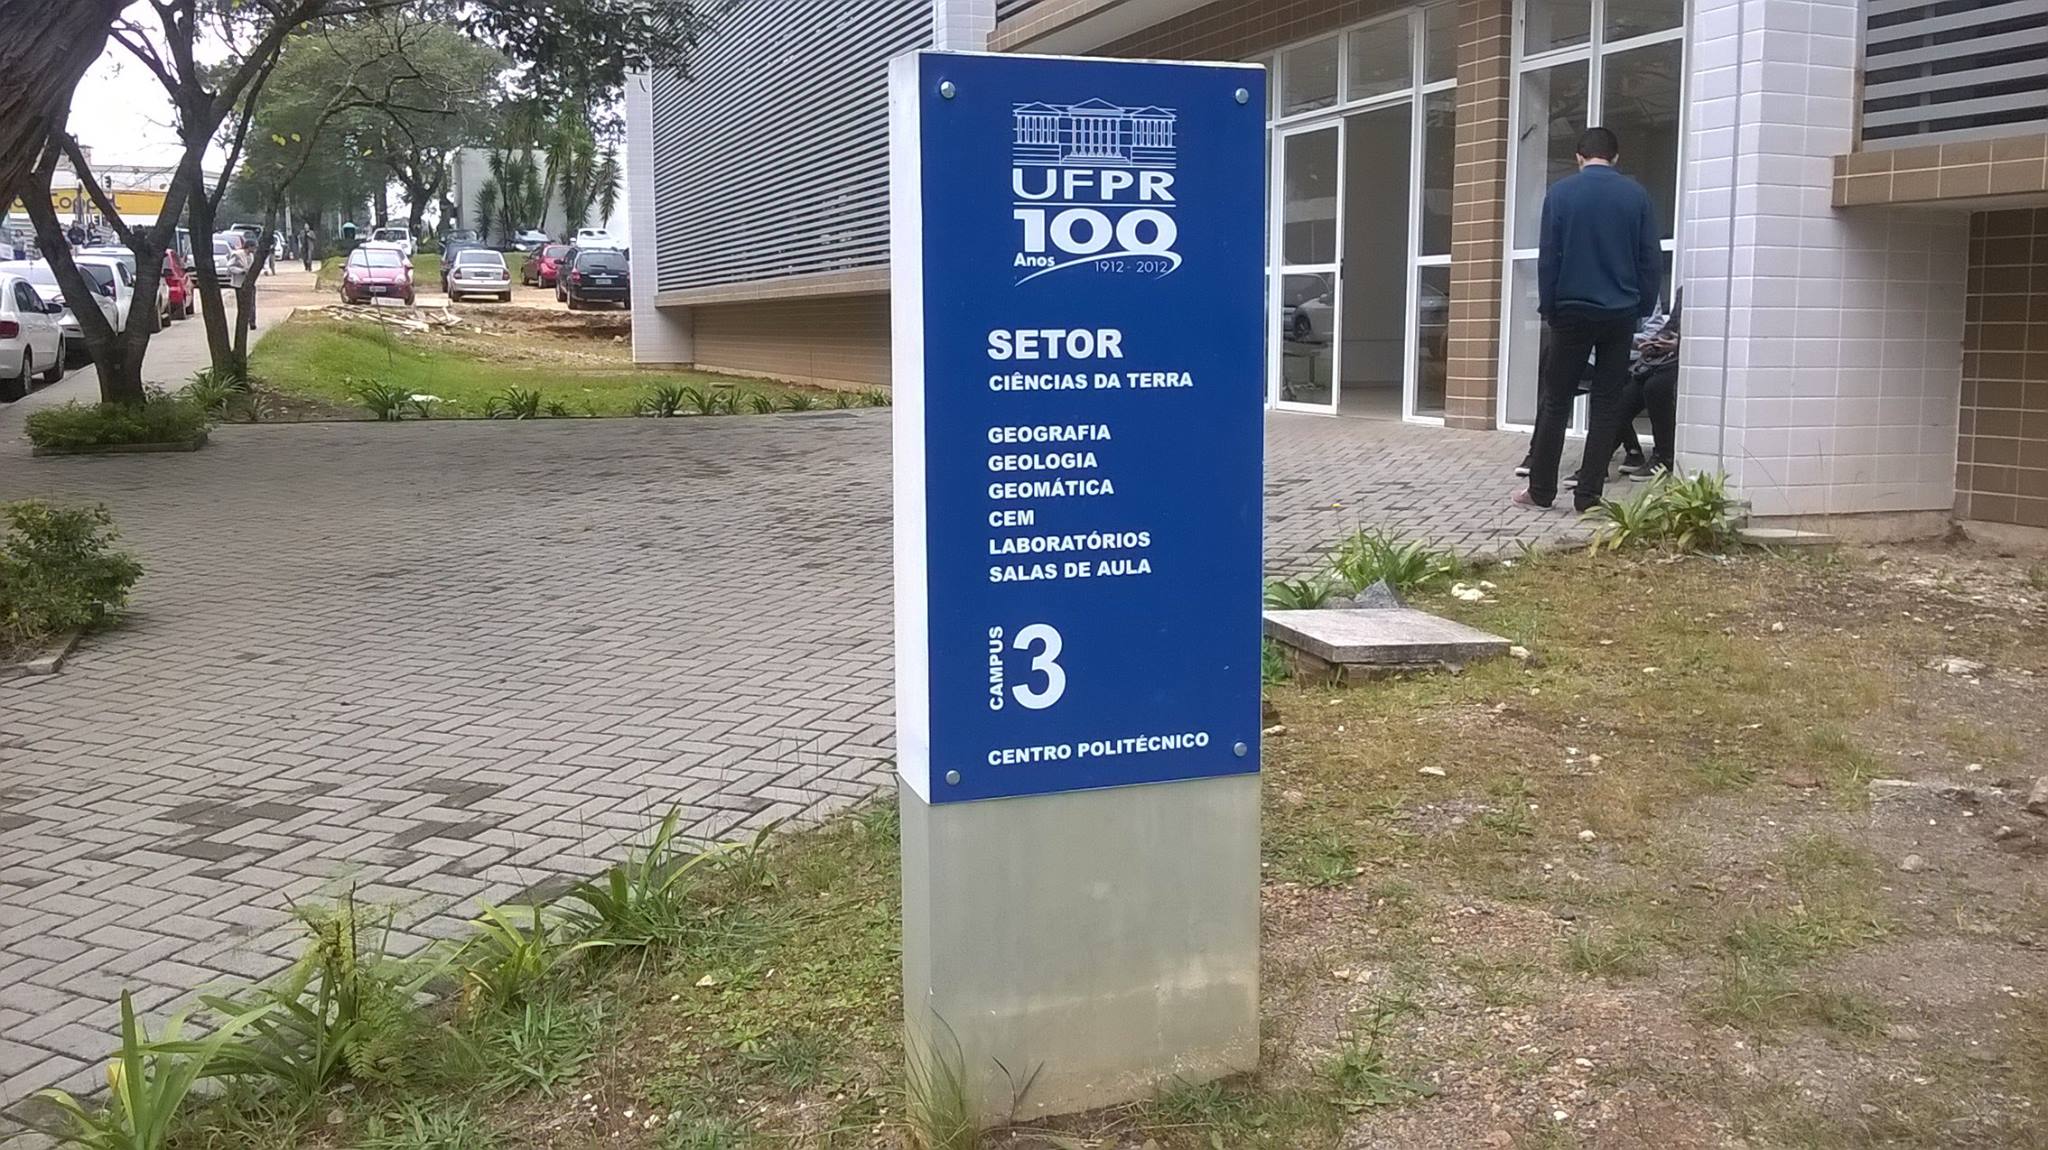 UFPR
100
Anos
1912 - 2012
SETOR
CIÊNCIAS DA TERRA
GEOGRAFIA
GEOLOGIA
GEOMÁTICA
CEM
LABORATÓRIOS
SALAS DE AULA
CAMPUS
3
CENTRO POLITÉCNICO